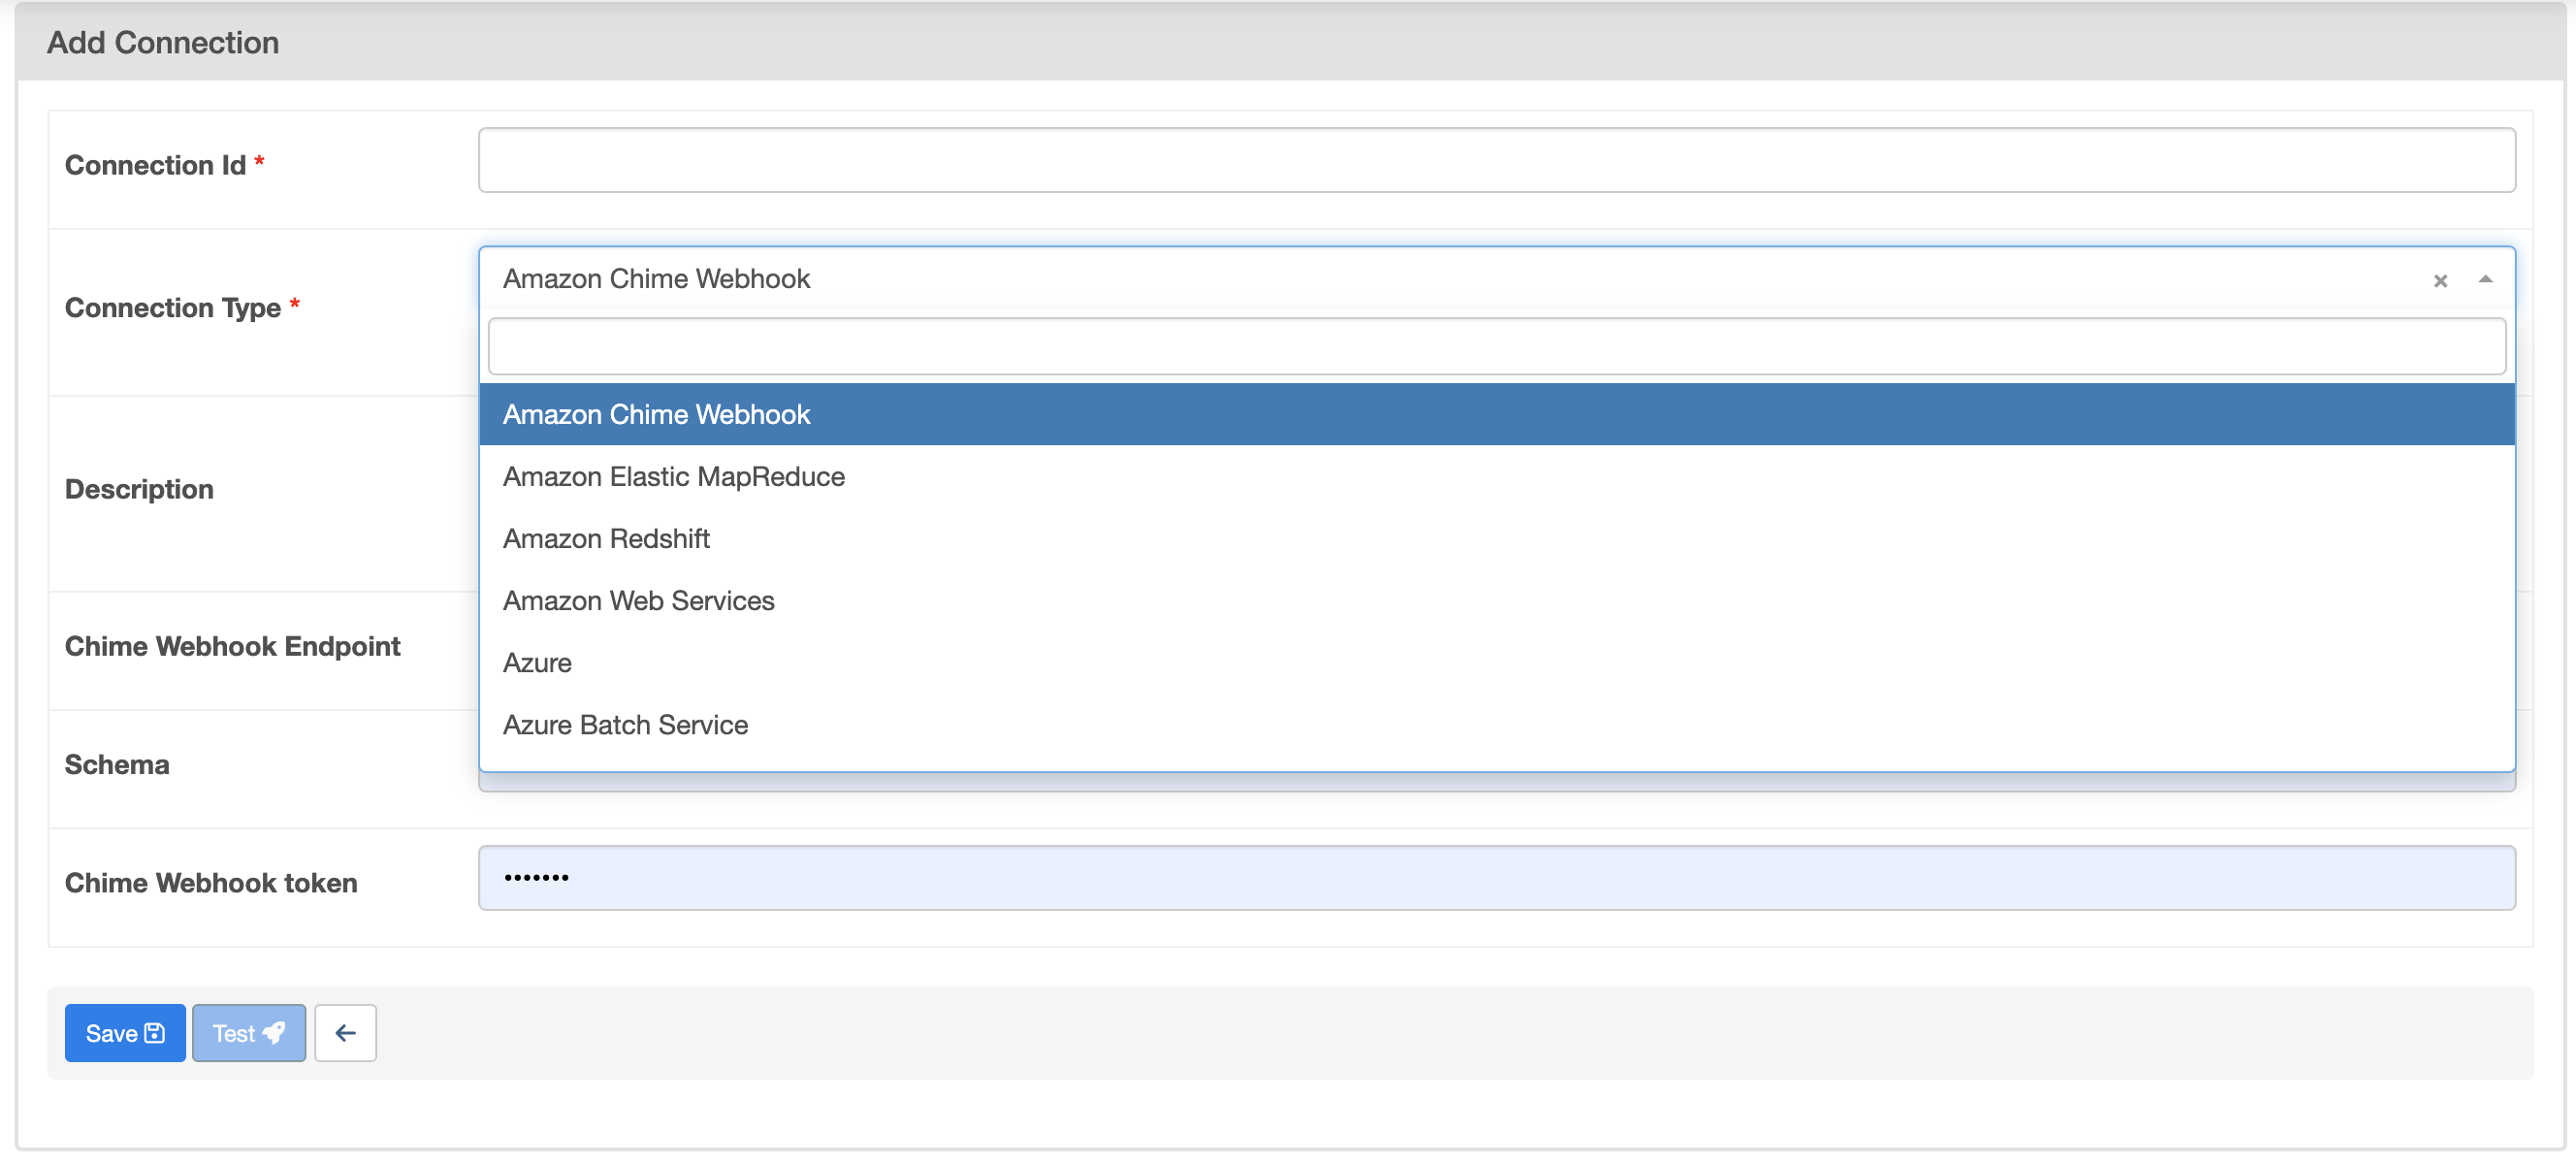 Add Connection
Connection Id *
Connection Type *
Amazon Chime Webhook
×
Amazon Chime Webhook
Amazon Elastic MapReduce
Amazon Redshift
Amazon Web Services
Azure
Azure Batch Service
Description
Chime Webhook Endpoint
Schema
Chime Webhook token
•••••••
Save
Test